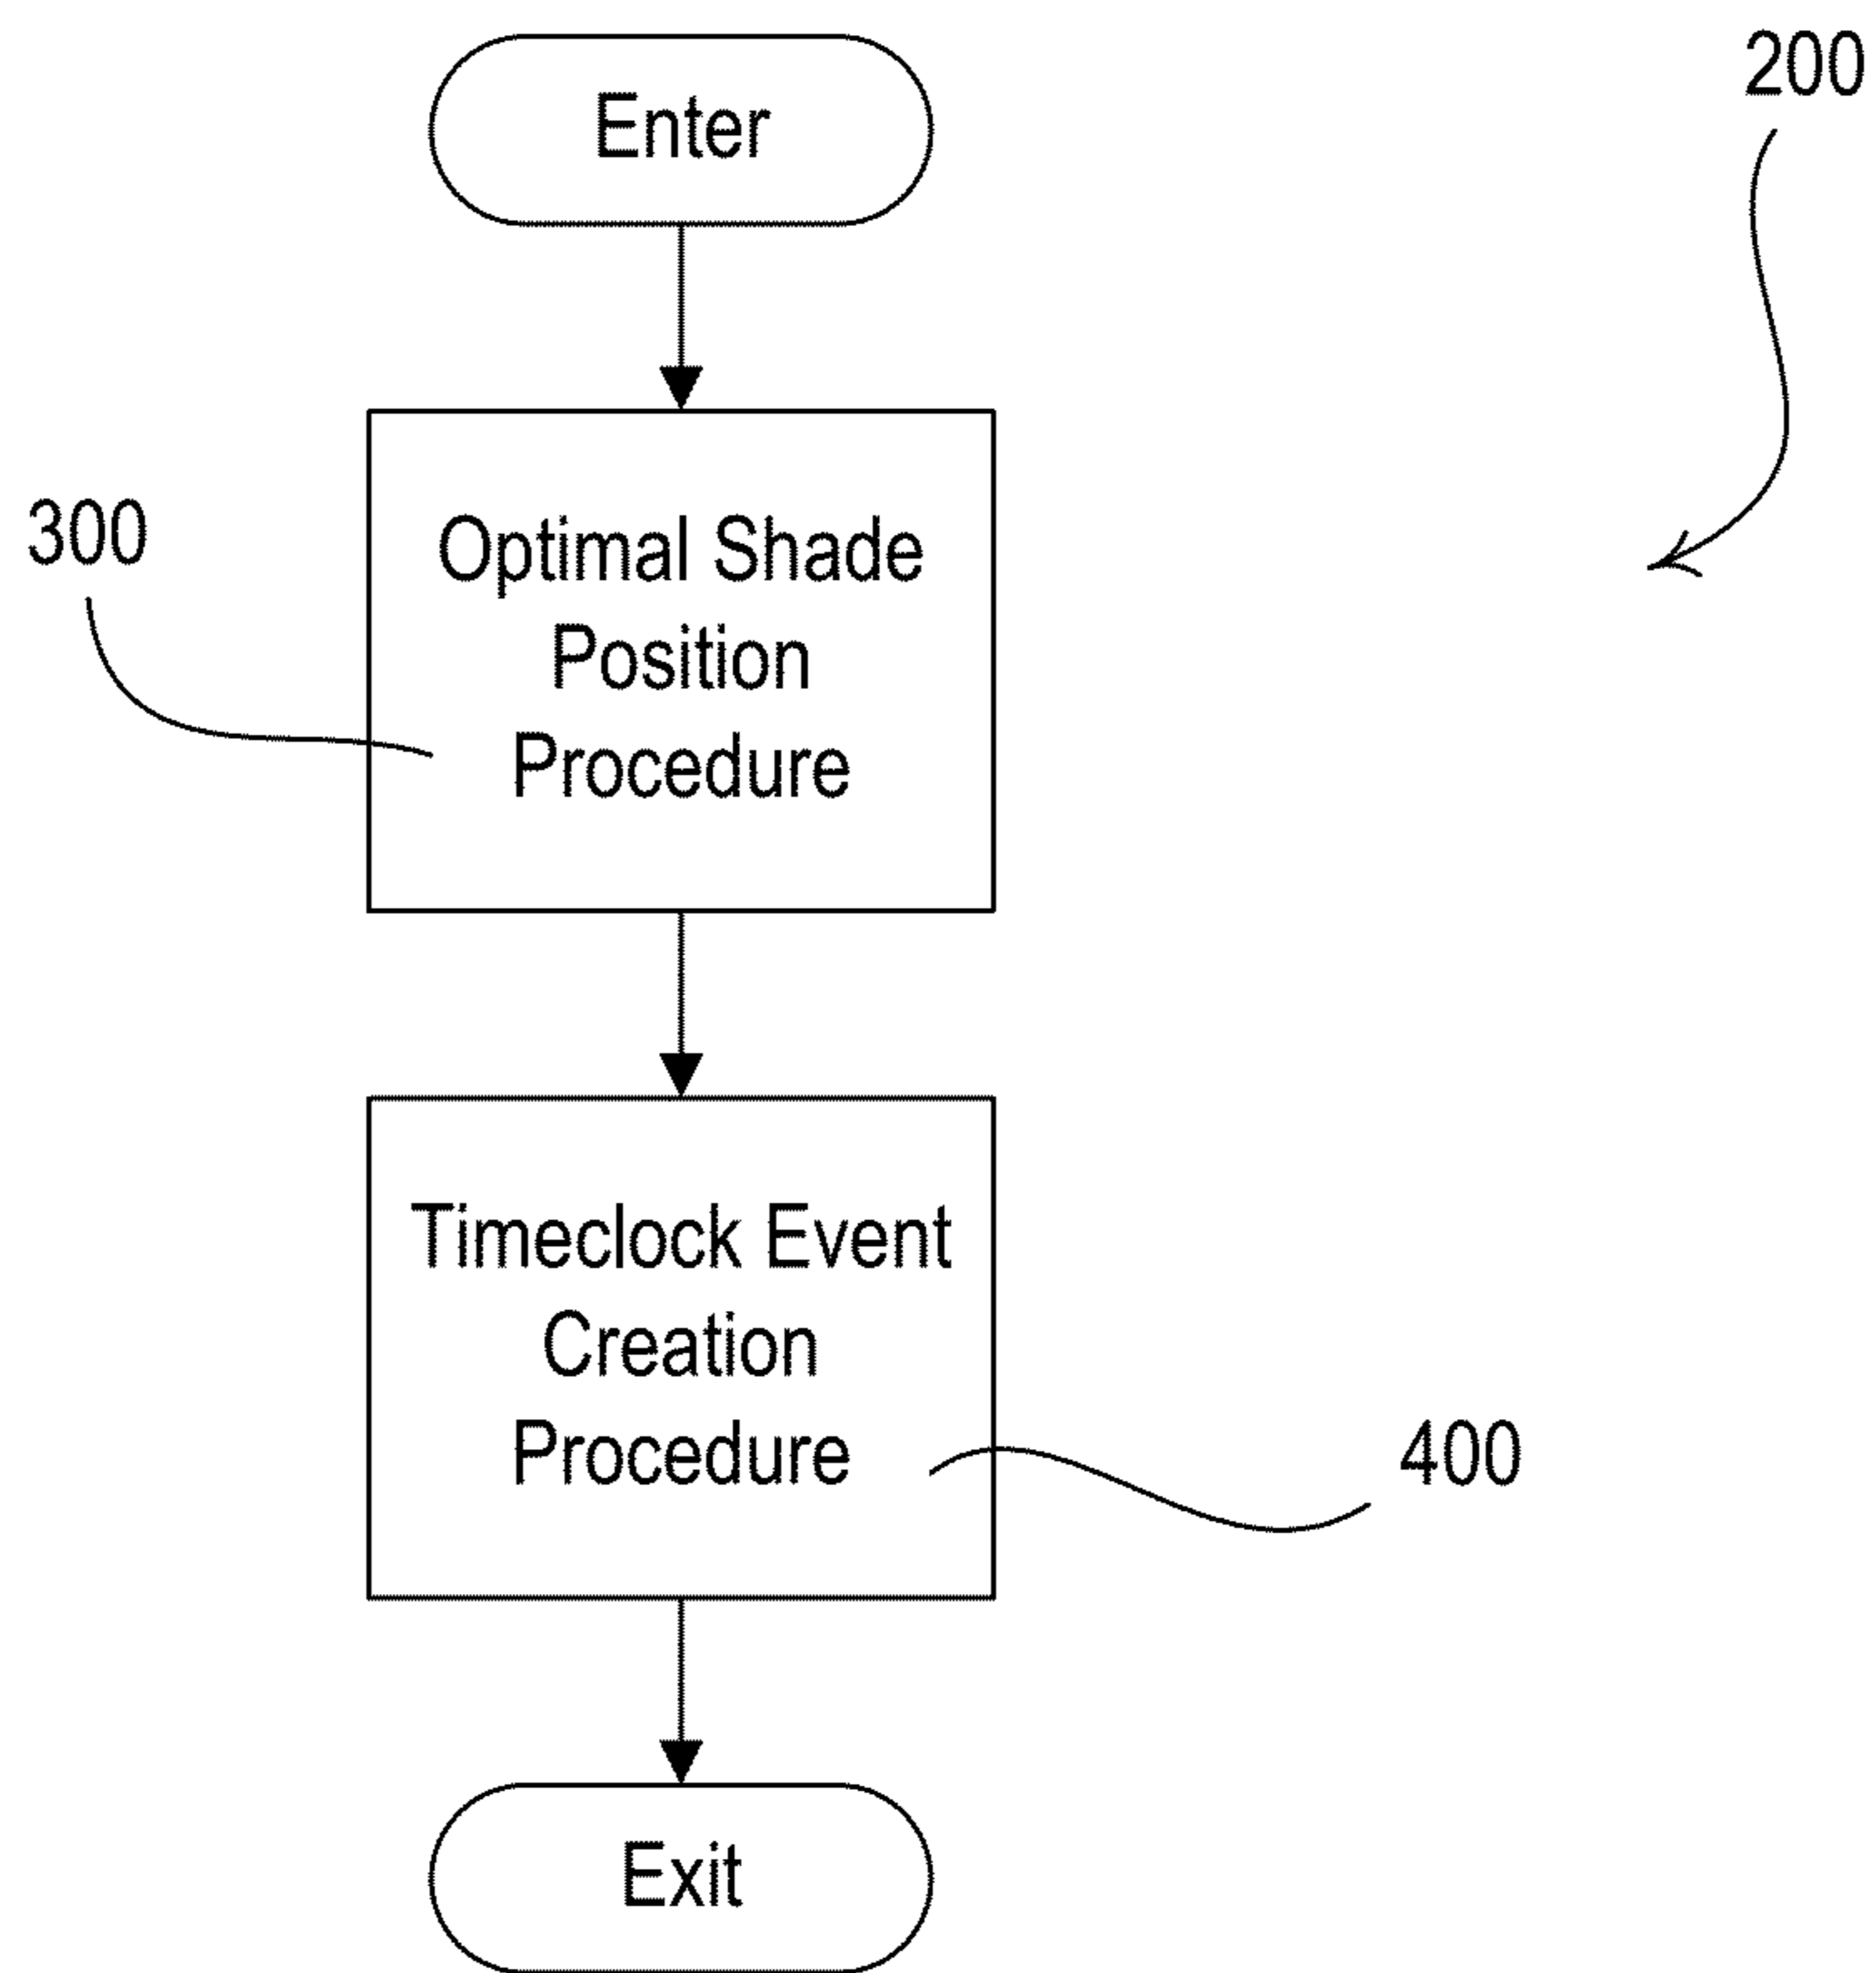 Enter
200
300
Optimal Shade
Position
Procedure
Timeclock Event
Creation
Procedure
400
Exit